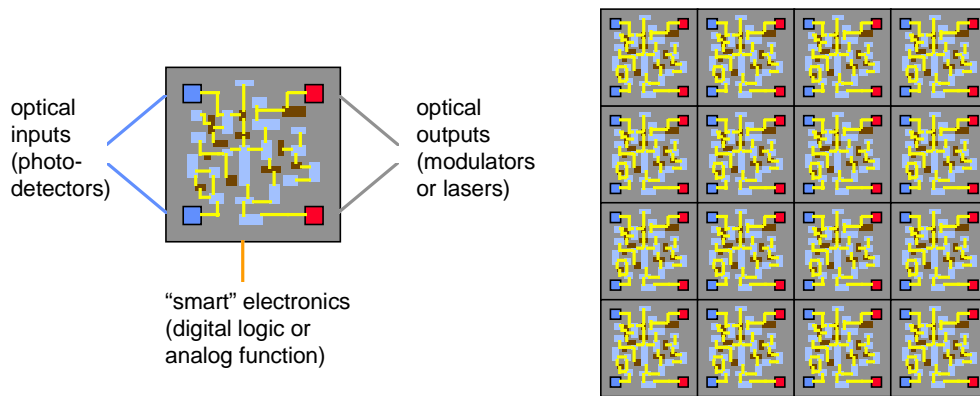 optical
inputs
(photo-
detectors)
optical
outputs
(modulators
or lasers)
“smart” electronics
(digital logic or
analog function)